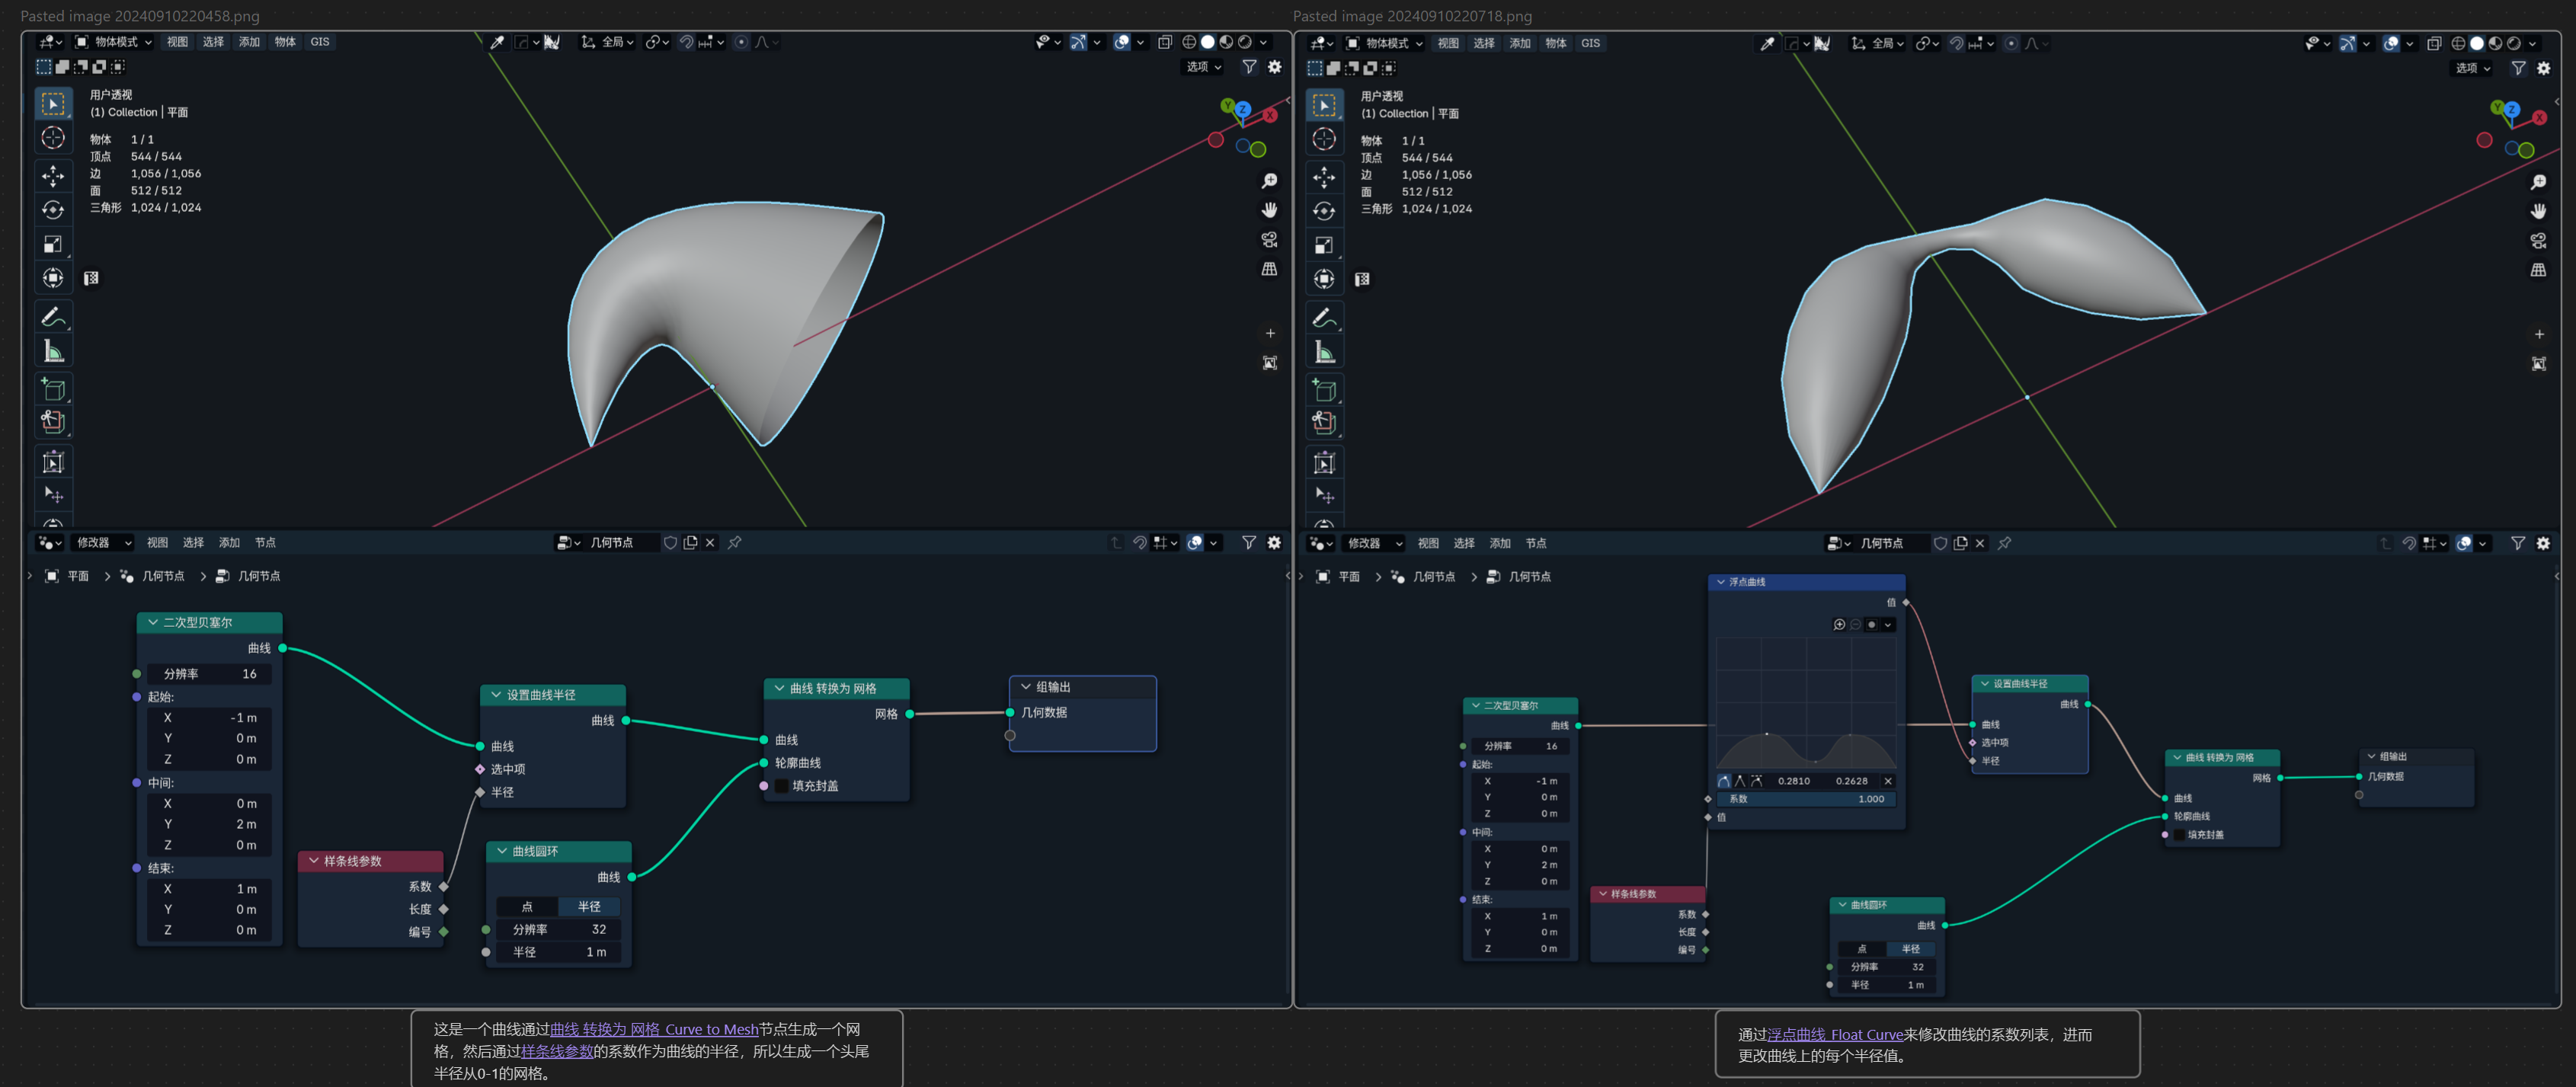 Pasted image 20240910220458.png
物体模式 视图 选择 添加 物体 GIS 全局
选项
用户透视
(1) Collection | 平面
物体 1 / 1
顶点 544 / 544
边 1,056 / 1,056
面 512 / 512
三角形 1,024 / 1,024
Y Z X
修改器 视图 选择 添加 节点 几何节点
平面 > 几何节点 > 几何节点
二次型贝塞尔
曲线
分辨率 16
起始:
X -1 m
Y 0 m
Z 0 m
中间:
X 0 m
Y 2 m
Z 0 m
结束:
X 1 m
Y 0 m
Z 0 m
样条线参数
系数
长度
编号
设置曲线半径
曲线
曲线
选中项
半径
曲线圆环
曲线
点 半径
分辨率 32
半径 1 m
曲线 转换为 网格
网格
曲线
轮廓曲线
填充封盖
组输出
几何数据
这是一个曲线通过曲线 转换为 网格 Curve to Mesh节点生成一个网
格，然后通过样条线参数的系数作为曲线的半径，所以生成一个头尾
半径从0-1的网格。
Pasted image 20240910220718.png
物体模式 视图 选择 添加 物体 GIS 全局
选项
用户透视
(1) Collection | 平面
物体 1 / 1
顶点 544 / 544
边 1,056 / 1,056
面 512 / 512
三角形 1,024 / 1,024
Y Z X
修改器 视图 选择 添加 节点 几何节点
平面 > 几何节点 > 几何节点
二次型贝塞尔
曲线
分辨率 16
起始:
X -1 m
Y 0 m
Z 0 m
中间:
X 0 m
Y 2 m
Z 0 m
结束:
X 1 m
Y 0 m
Z 0 m
样条线参数
系数
长度
编号
浮点曲线
值
0.2810 0.2628
系数 1.000
值
设置曲线半径
曲线
曲线
选中项
半径
曲线圆环
曲线
点 半径
分辨率 32
半径 1 m
曲线 转换为 网格
网格
曲线
轮廓曲线
填充封盖
组输出
几何数据
通过浮点曲线 Float Curve来修改曲线的系数列表，进而
更改曲线上的每个半径值。